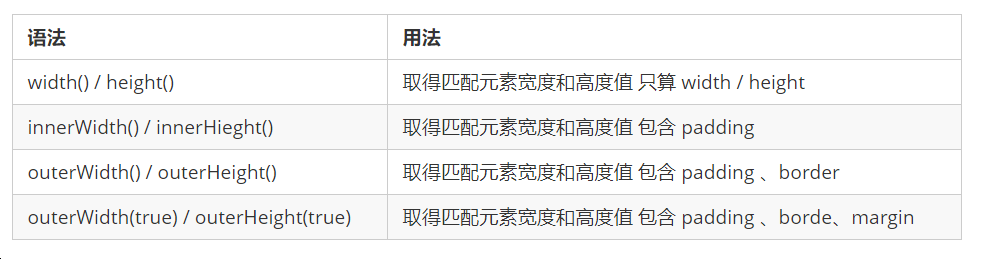 语法 用法
width() / height() 取得匹配元素宽度和高度值 只算 width / height
innerWidth() / innerHieght() 取得匹配元素宽度和高度值 包含 padding
outerWidth() / outerHeight() 取得匹配元素宽度和高度值 包含 padding 、border
outerWidth(true) / outerHeight(true) 取得匹配元素宽度和高度值 包含 padding 、borde、margin